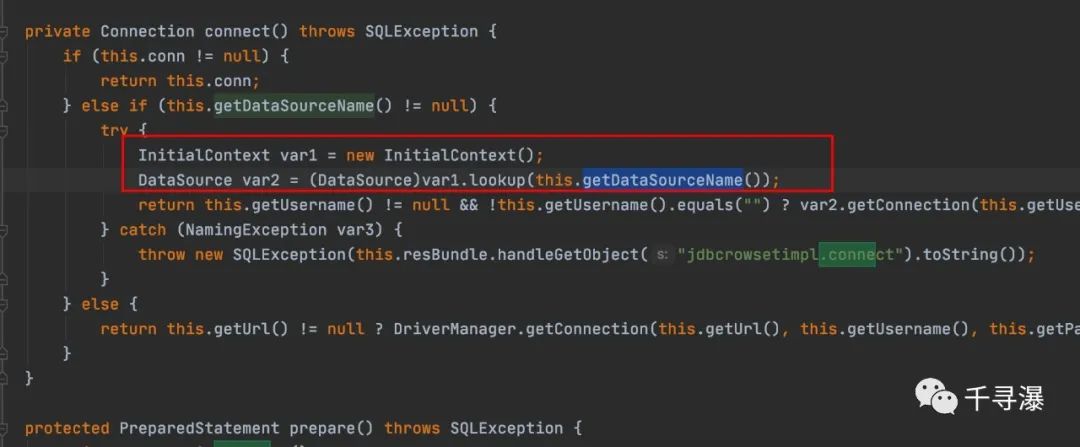 private Connection connect() throws SQLException {
if (this.conn != null) {
return this.conn;
} else if (this.getDataSourceName() != null) {
try {
InitialContext var1 = new InitialContext();
DataSource var2 = (DataSource)var1.lookup(this.getDataSourceName());
return this.getUsername() != null && !this.getUsername().equals("") ? var2.getConnection(this.getUse
} catch (NamingException var3) {
throw new SQLException(this.resBundle.handleGetObject( s: "jdbcrowsetimpl.connect").toString());
}
} else {
return this.getUrl() != null ? DriverManager.getConnection(this.getUrl(), this.getUsername(), this.getPa
}
}
千寻瀑
protected PreparedStatement prepare() throws SQLException {